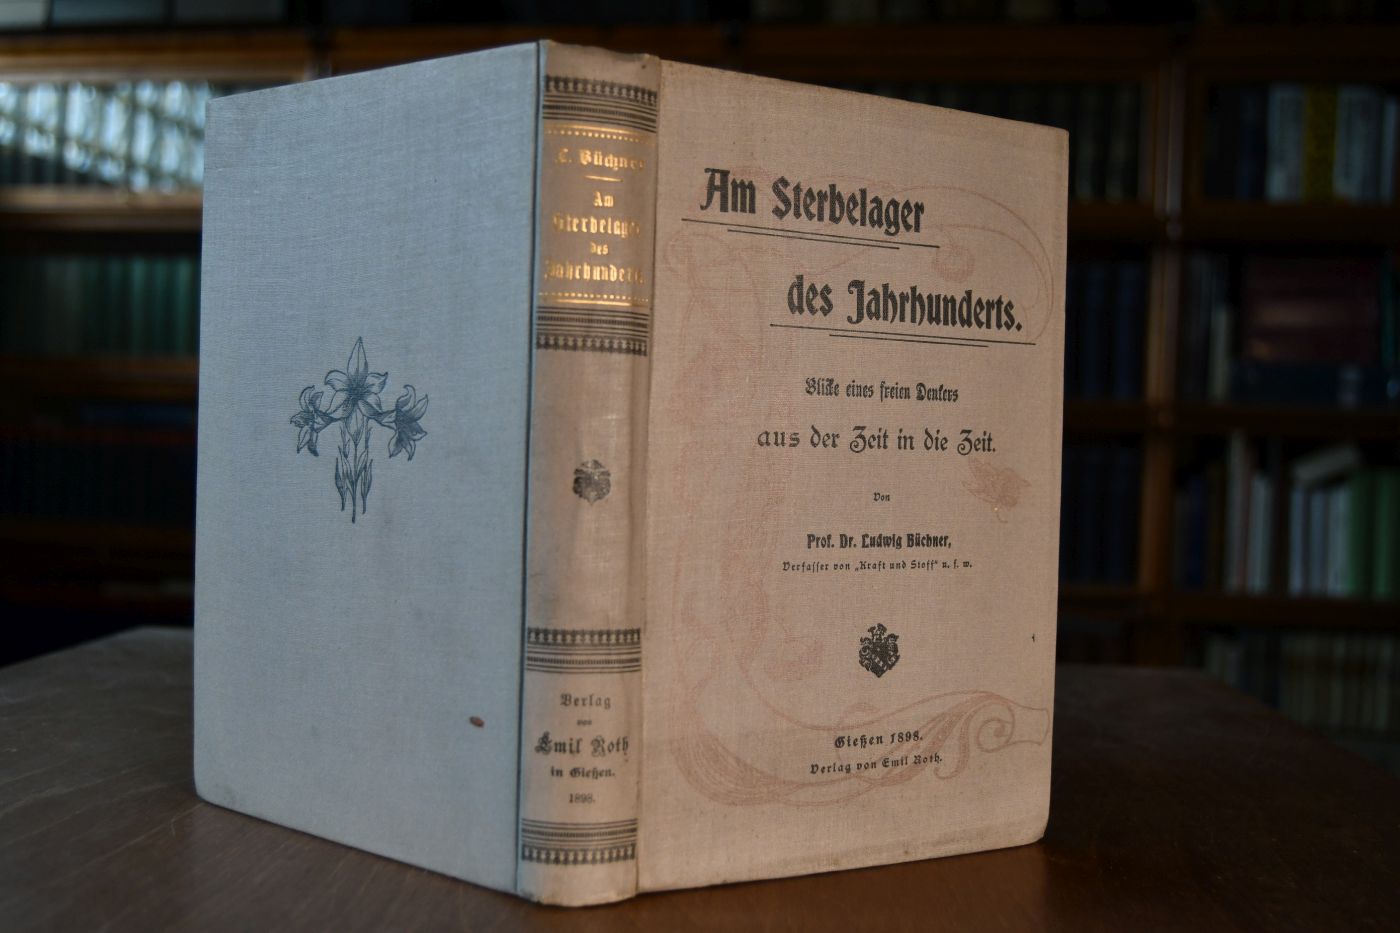 L. Büchner
Am
Sterbelager
des
Jahrhunderts.
Verlag
von
Emil Roth
in Gießen.
1898.
Am Sterbelager
des Jahrhunderts.
Blicke eines freien Denkers
aus der Zeit in die Zeit.
Von
Prof. Dr. Ludwig Büchner,
Verfasser von „Kraft und Stoff“ u. s. w.
Gießen 1898.
Verlag von Emil Roth.